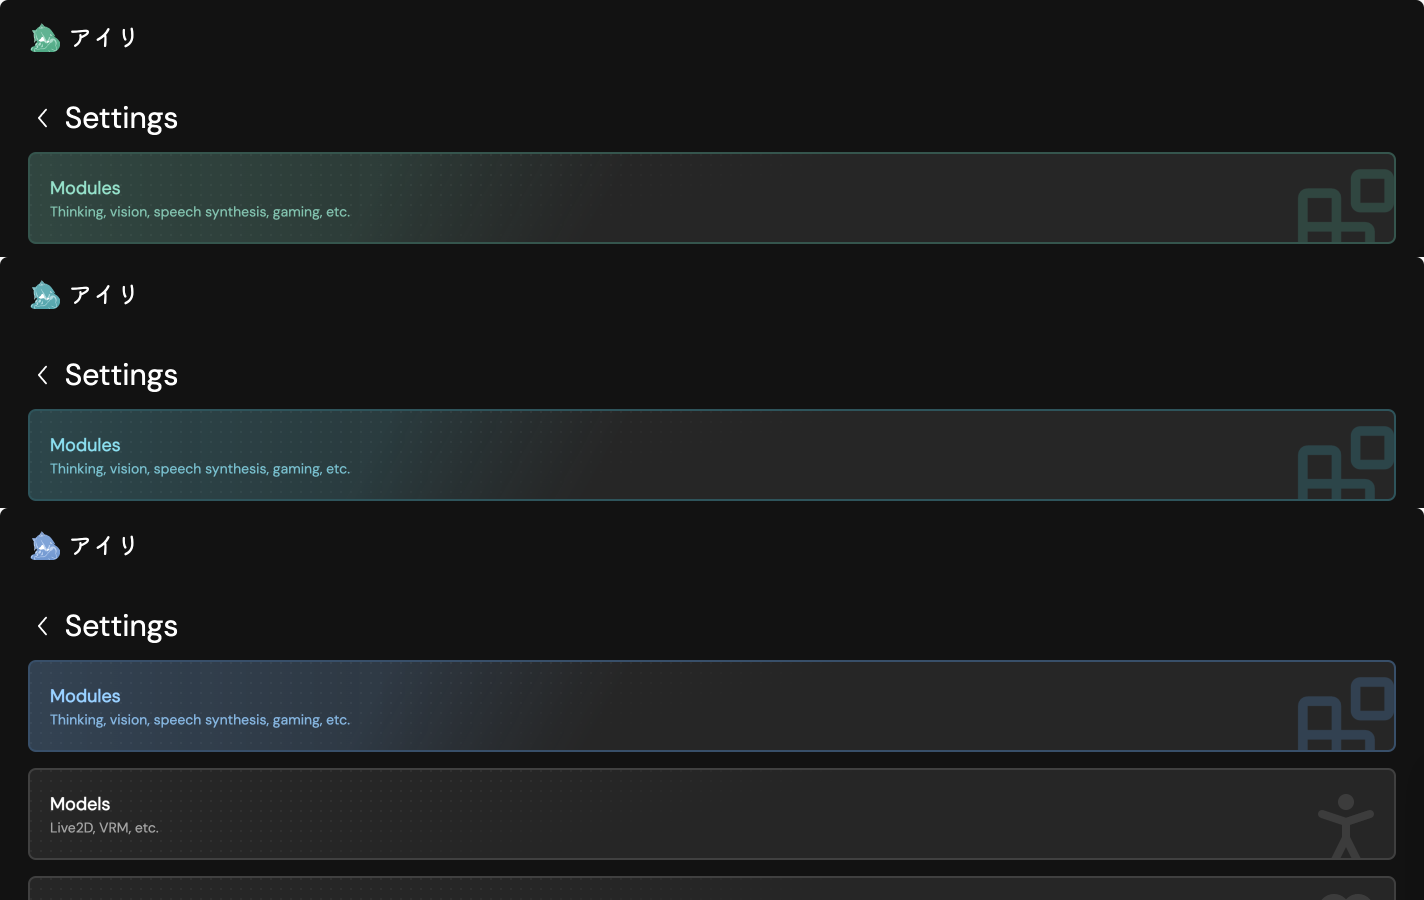 アイリ
Settings
Modules
Thinking, vision, speech synthesis, gaming, etc.
アイリ
Settings
Modules
Thinking, vision, speech synthesis, gaming, etc.
アイリ
Settings
Modules
Thinking, vision, speech synthesis, gaming, etc.
Models
Live2D, VRM, etc.